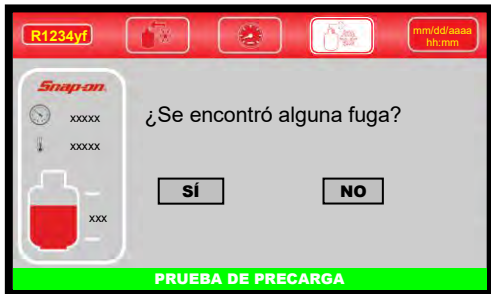 R1234yf
mm/dd/aaaa
hh:mm
Snap-on
xxxxx
xxxxx
xxx
¿Se encontró alguna fuga?
SÍ
NO
PRUEBA DE PRECARGA